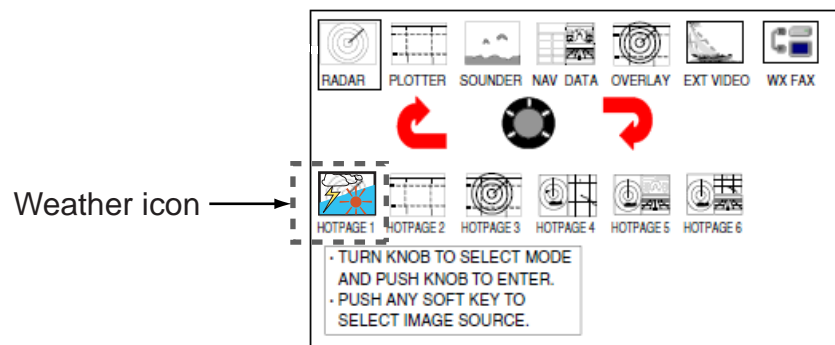 RADAR PLOTTER SOUNDER NAV DATA OVERLAY EXT VIDEO WX FAX
Weather icon
HOTPAGE 1 HOTPAGE 2 HOTPAGE 3 HOTPAGE 4 HOTPAGE 5 HOTPAGE 6
· TURN KNOB TO SELECT MODE
AND PUSH KNOB TO ENTER.
· PUSH ANY SOFT KEY TO
SELECT IMAGE SOURCE.